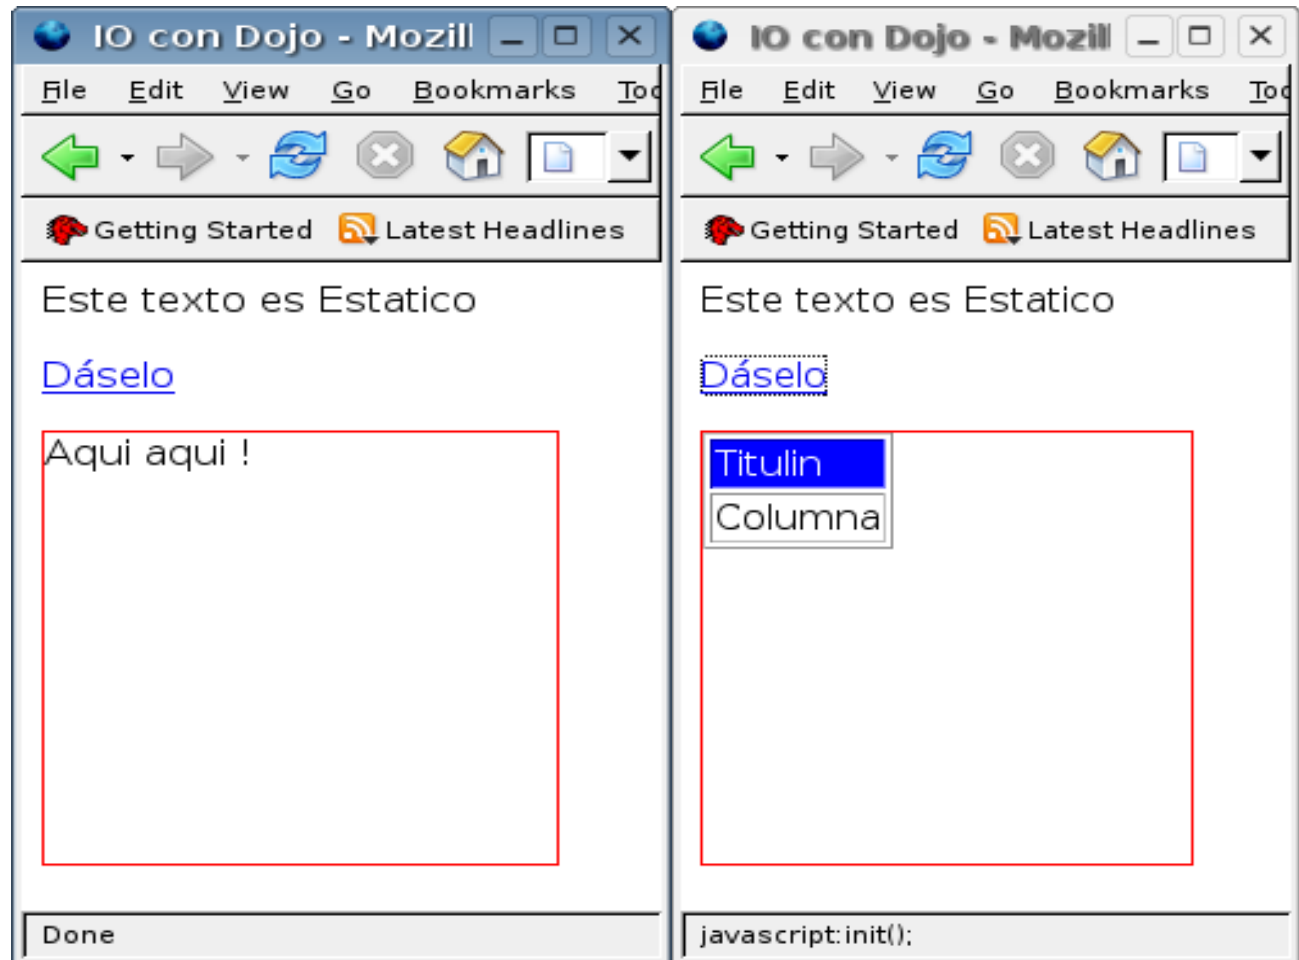 IO con Dojo - Mozill
File Edit View Go Bookmarks Too
Getting Started Latest Headlines
Este texto es Estatico
Dáselo
Aqui aqui !
Done
IO con Dojo - Mozill
File Edit View Go Bookmarks Too
Getting Started Latest Headlines
Este texto es Estatico
Dáselo
Titulin
Columna
javascript:init();